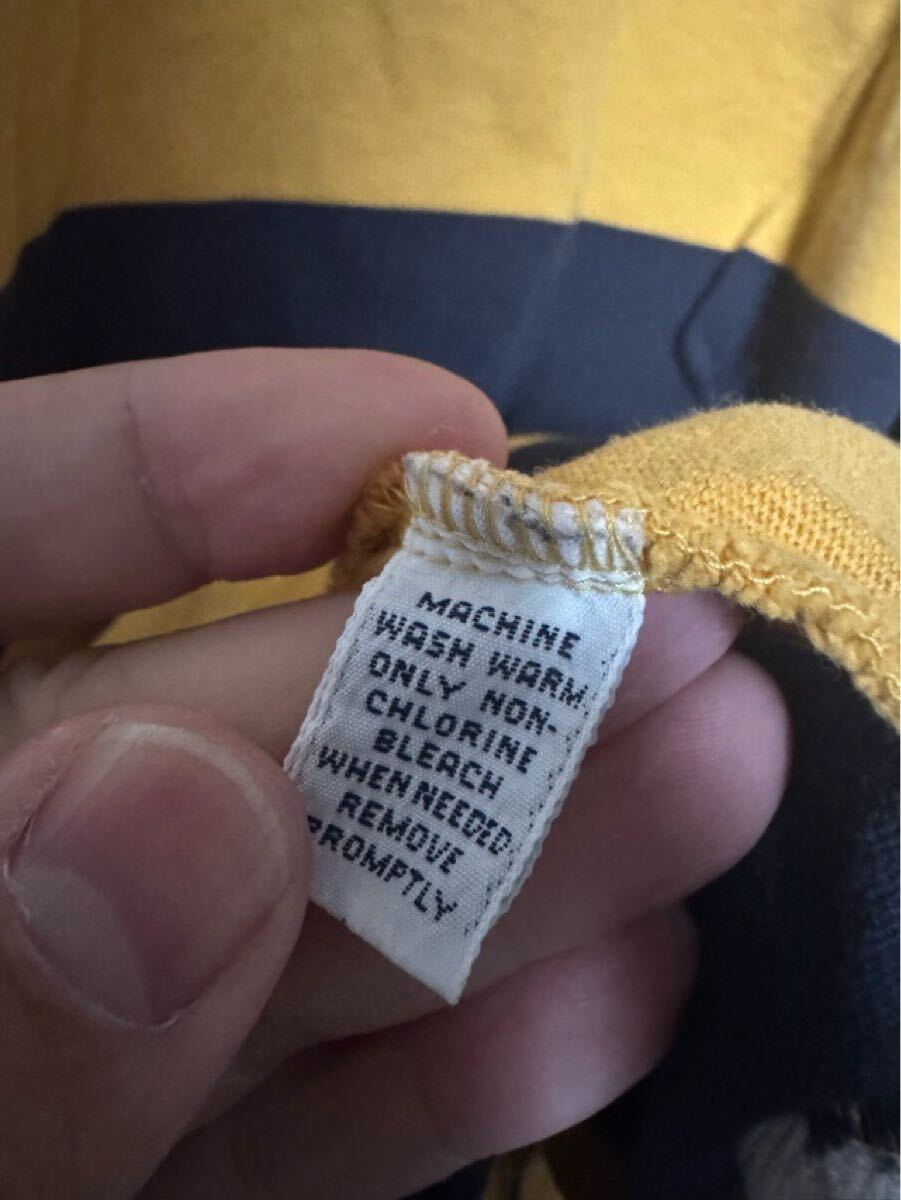 MACHINE
WASH WARM
ONLY NON-
CHLORINE
BLEACH
WHEN NEEDED
REMOVE
PROMPTLY